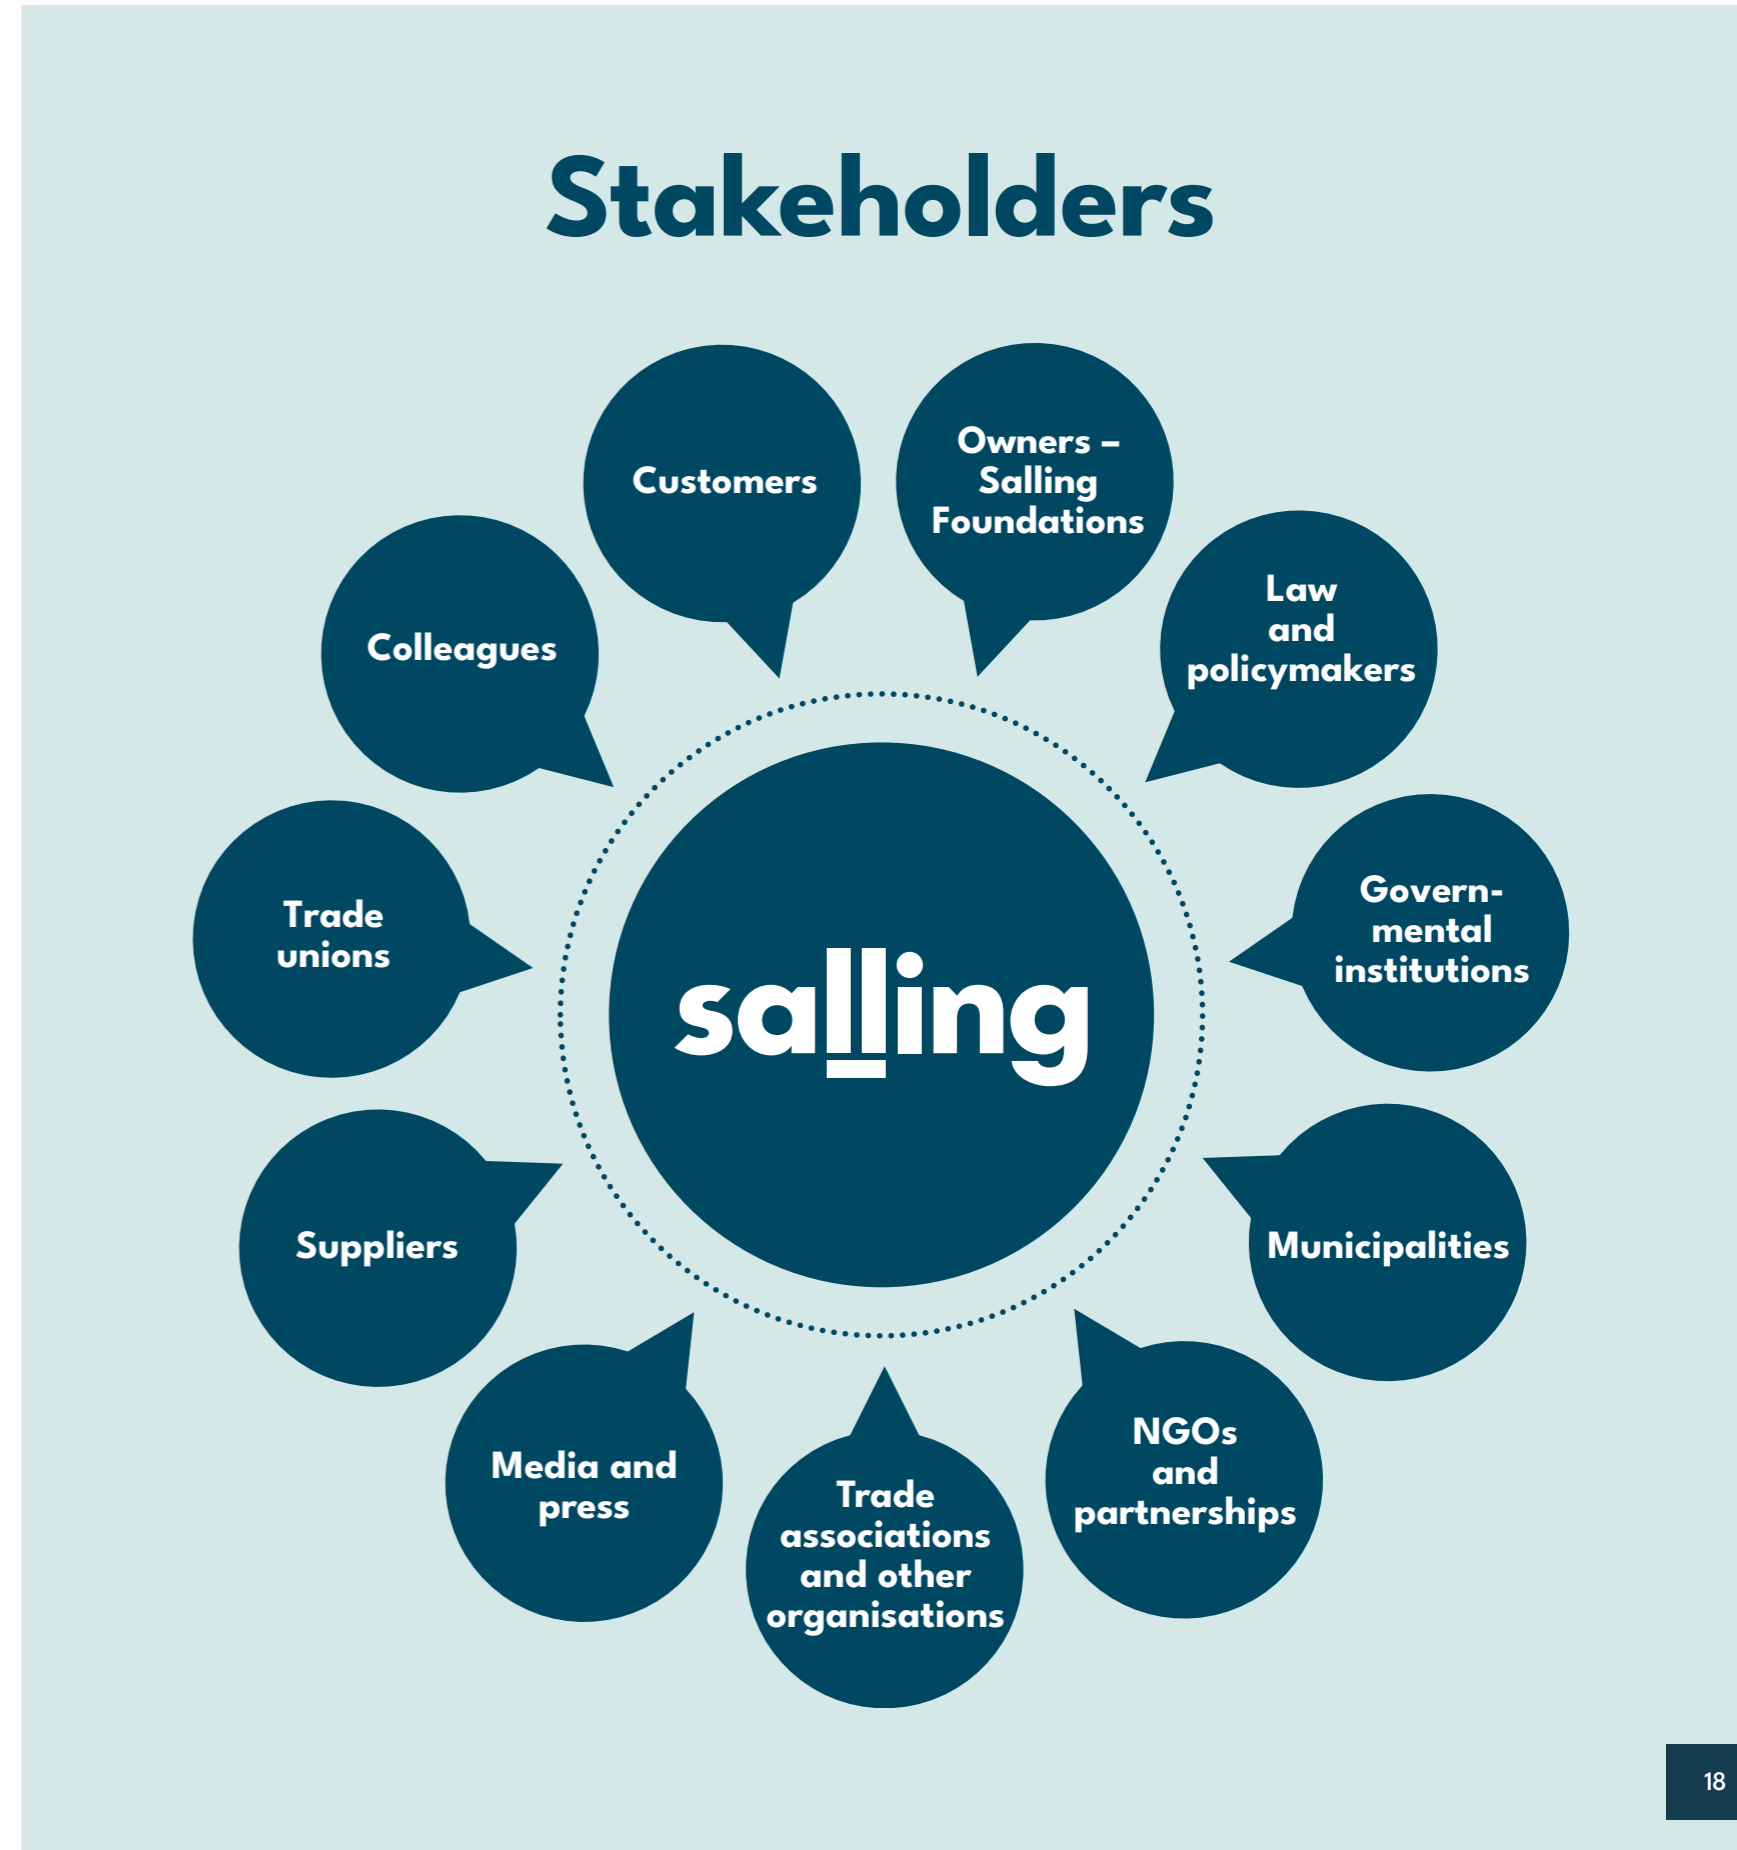 Stakeholders
Customers
Owners –
Salling
Foundations
Law
and
policymakers
Colleagues
Govern-
mental
institutions
Trade
unions
salling
Municipalities
Suppliers
NGOs
and
partnerships
Media and
press
Trade
associations
and other
organisations
18